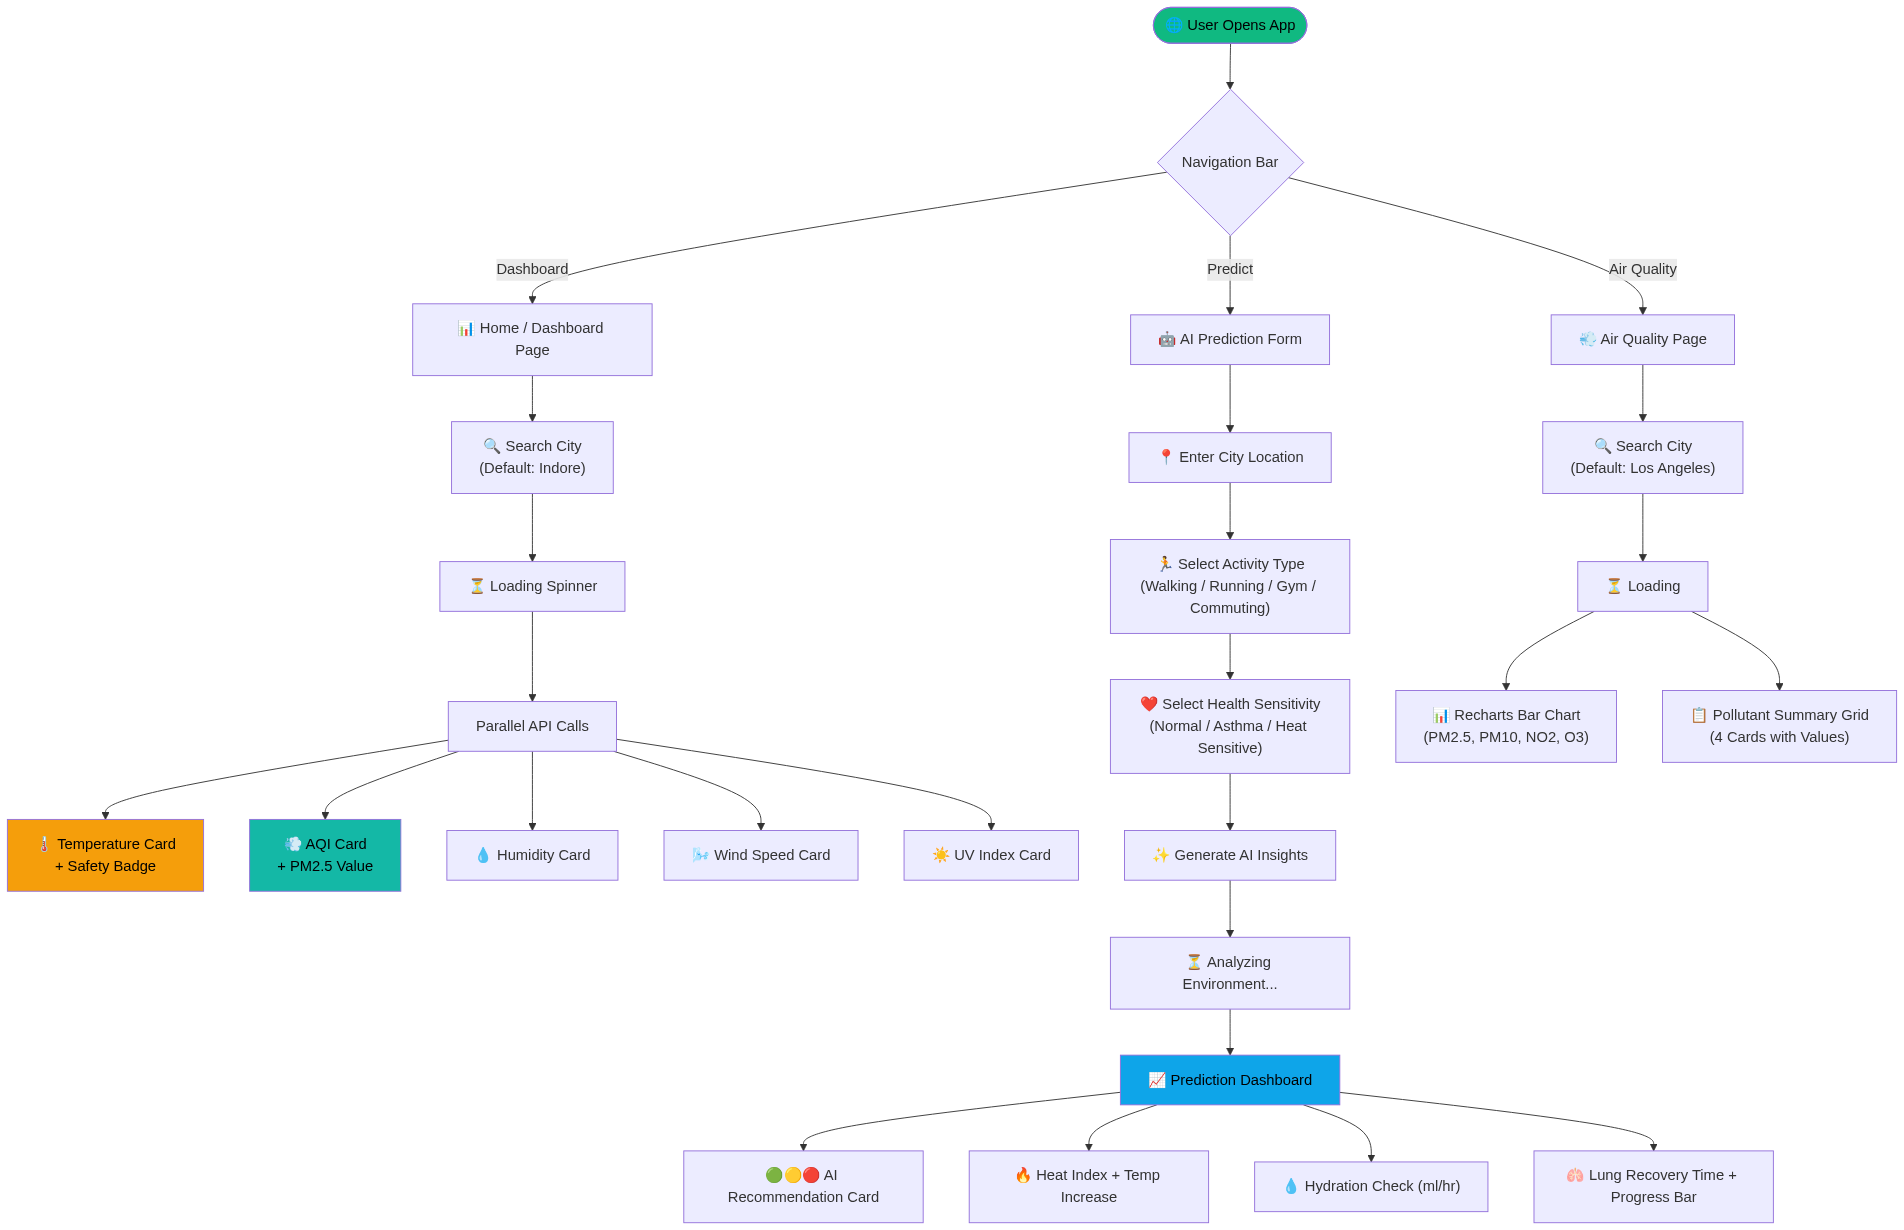 🌐 User Opens App
Navigation Bar
Dashboard
Predict
Air Quality
📊 Home / Dashboard
Page
🤖 AI Prediction Form
💨 Air Quality Page
🔍 Search City
(Default: Indore)
📍 Enter City Location
🔍 Search City
(Default: Los Angeles)
⏳ Loading Spinner
🏃 Select Activity Type
(Walking / Running / Gym /
Commuting)
⏳ Loading
Parallel API Calls
❤️ Select Health Sensitivity
(Normal / Asthma / Heat
Sensitive)
📊 Recharts Bar Chart
(PM2.5, PM10, NO2, O3)
📋 Pollutant Summary Grid
(4 Cards with Values)
🌡️ Temperature Card
+ Safety Badge
💨 AQI Card
+ PM2.5 Value
💧 Humidity Card
🌬️ Wind Speed Card
☀️ UV Index Card
✨ Generate AI Insights
⏳ Analyzing
Environment...
📈 Prediction Dashboard
🟢🟡🔴 AI
Recommendation Card
🔥 Heat Index + Temp
Increase
💧 Hydration Check (ml/hr)
🫁 Lung Recovery Time +
Progress Bar